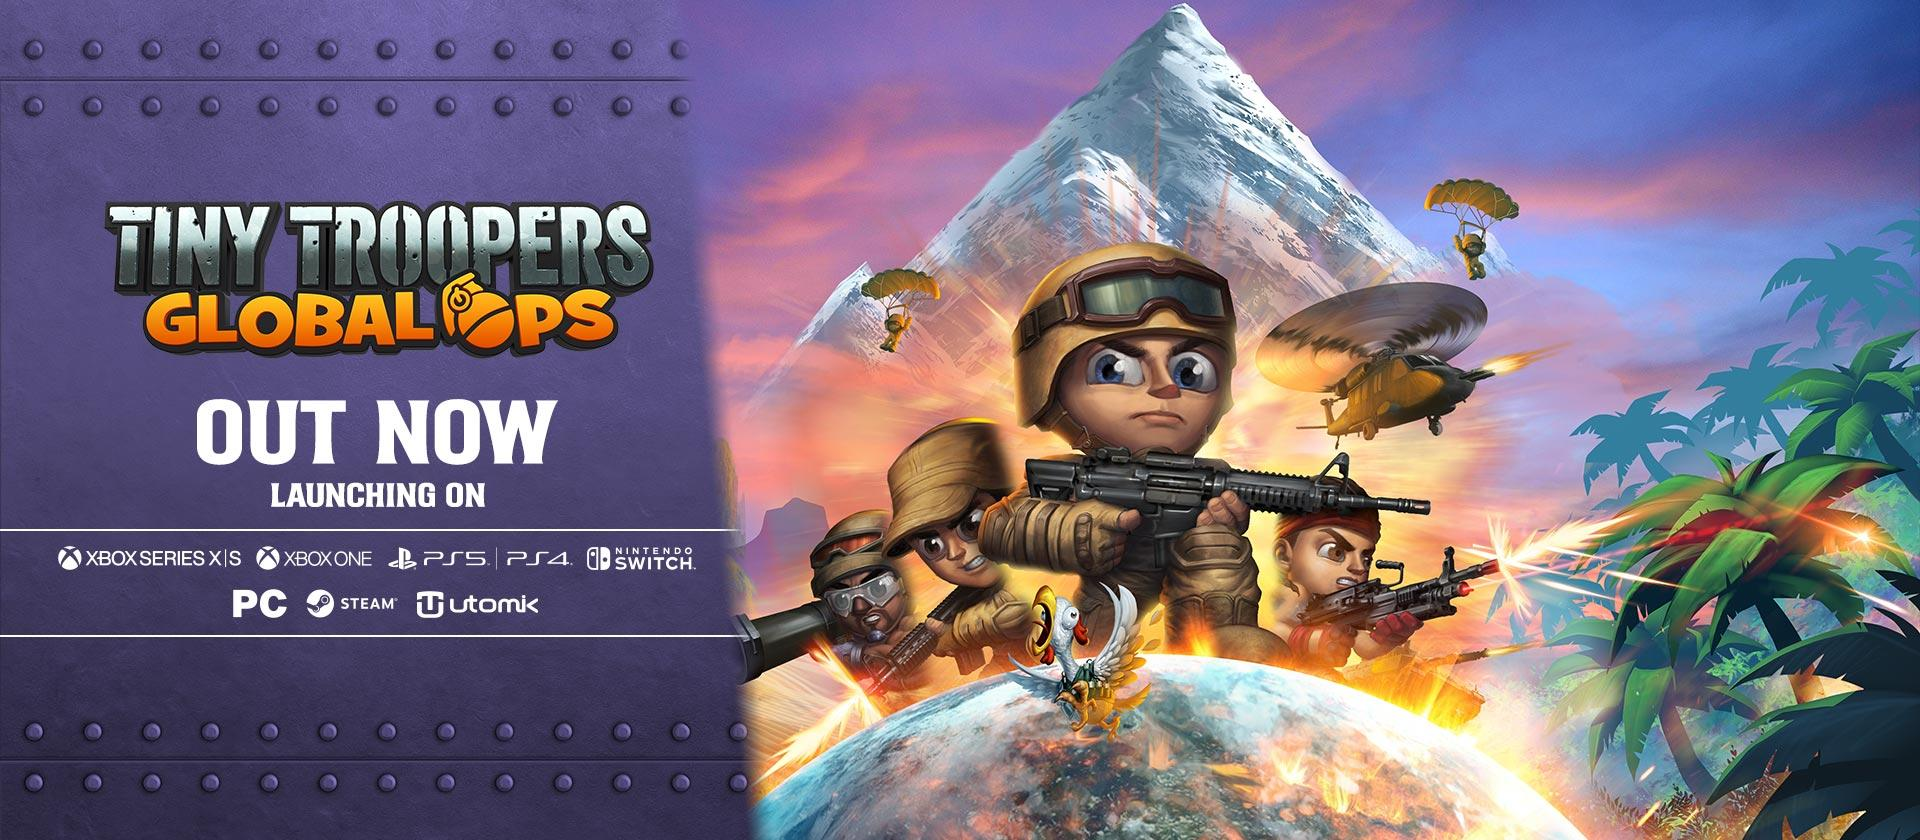 TINY TROOPERS
GLOBAL OPS
OUT NOW
LAUNCHING ON
XBOX SERIES X|S XBOX ONE PS5 | PS4 NINTENDO SWITCH
PC STEAM utomik